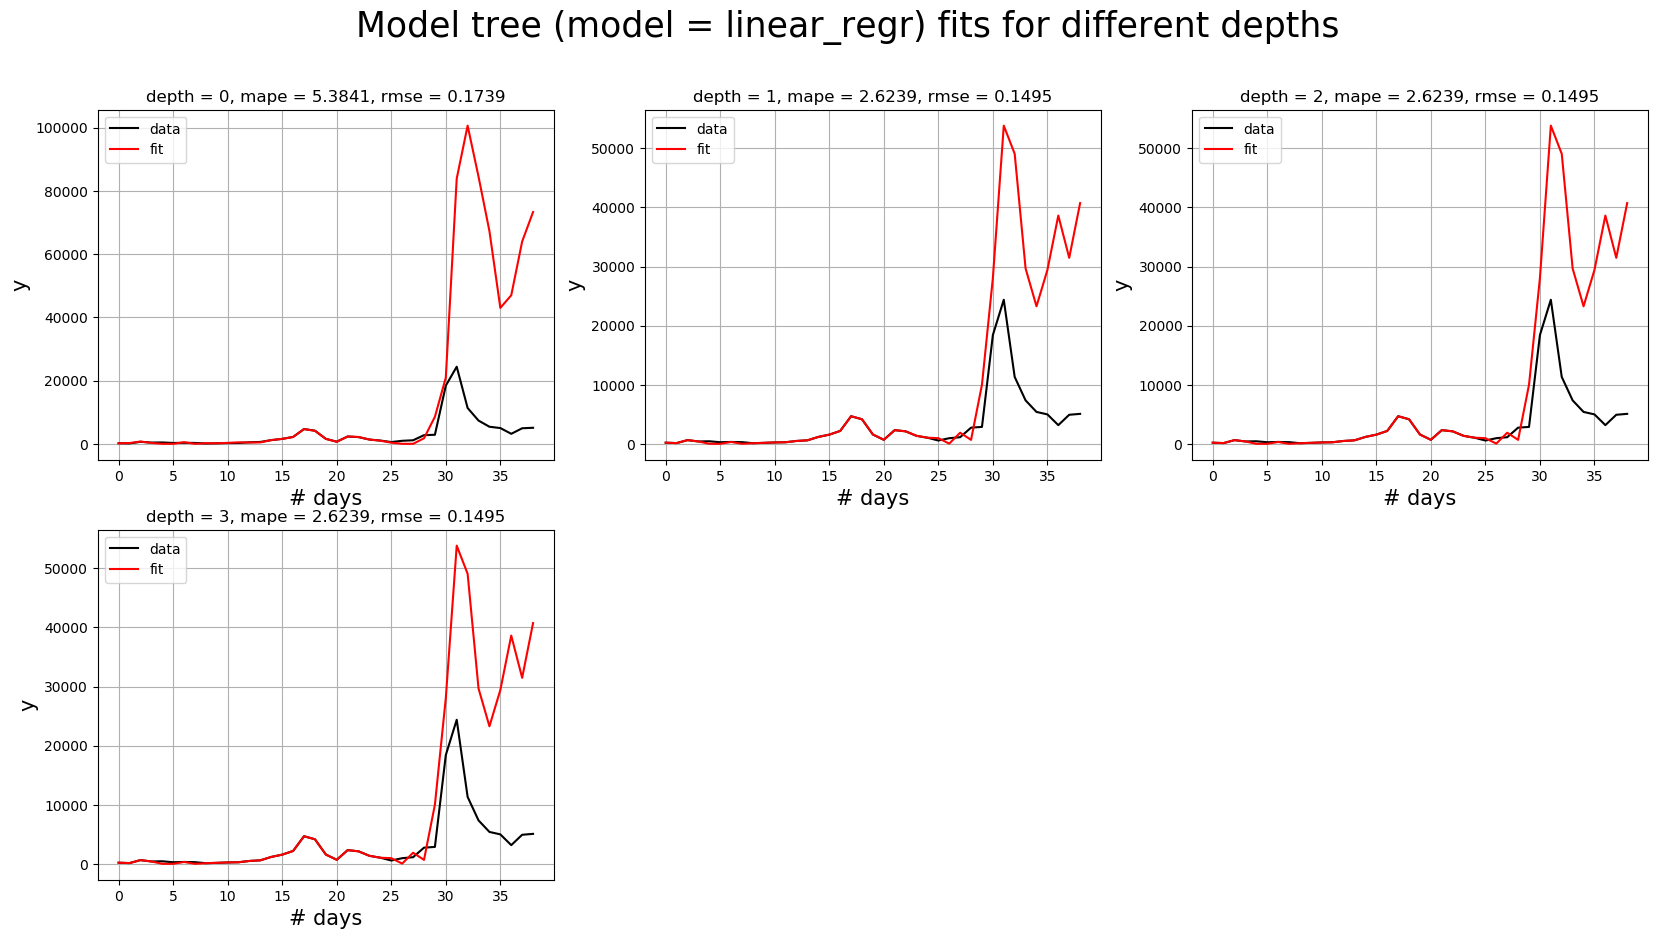 Model tree (model = linear_regr) fits for different depths
depth = 0, mape = 5.3841, rmse = 0.1739
data
fit
100000
80000
60000
40000
20000
0
y
0 5 10 15 20 25 30 35
# days
depth = 1, mape = 2.6239, rmse = 0.1495
data
fit
50000
40000
30000
20000
10000
0
y
0 5 10 15 20 25 30 35
# days
depth = 2, mape = 2.6239, rmse = 0.1495
data
fit
50000
40000
30000
20000
10000
0
y
0 5 10 15 20 25 30 35
# days
depth = 3, mape = 2.6239, rmse = 0.1495
data
fit
50000
40000
30000
20000
10000
0
y
0 5 10 15 20 25 30 35
# days